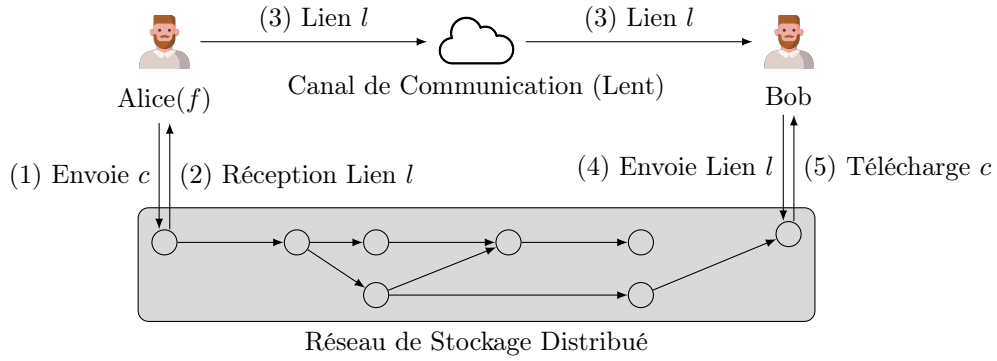 (3) Lien l
(3) Lien l
Canal de Communication (Lent)
Alice(f)
Bob
(1) Envoie c
(2) Réception Lien l
(4) Envoie Lien l
(5) Télécharge c
Réseau de Stockage Distribué